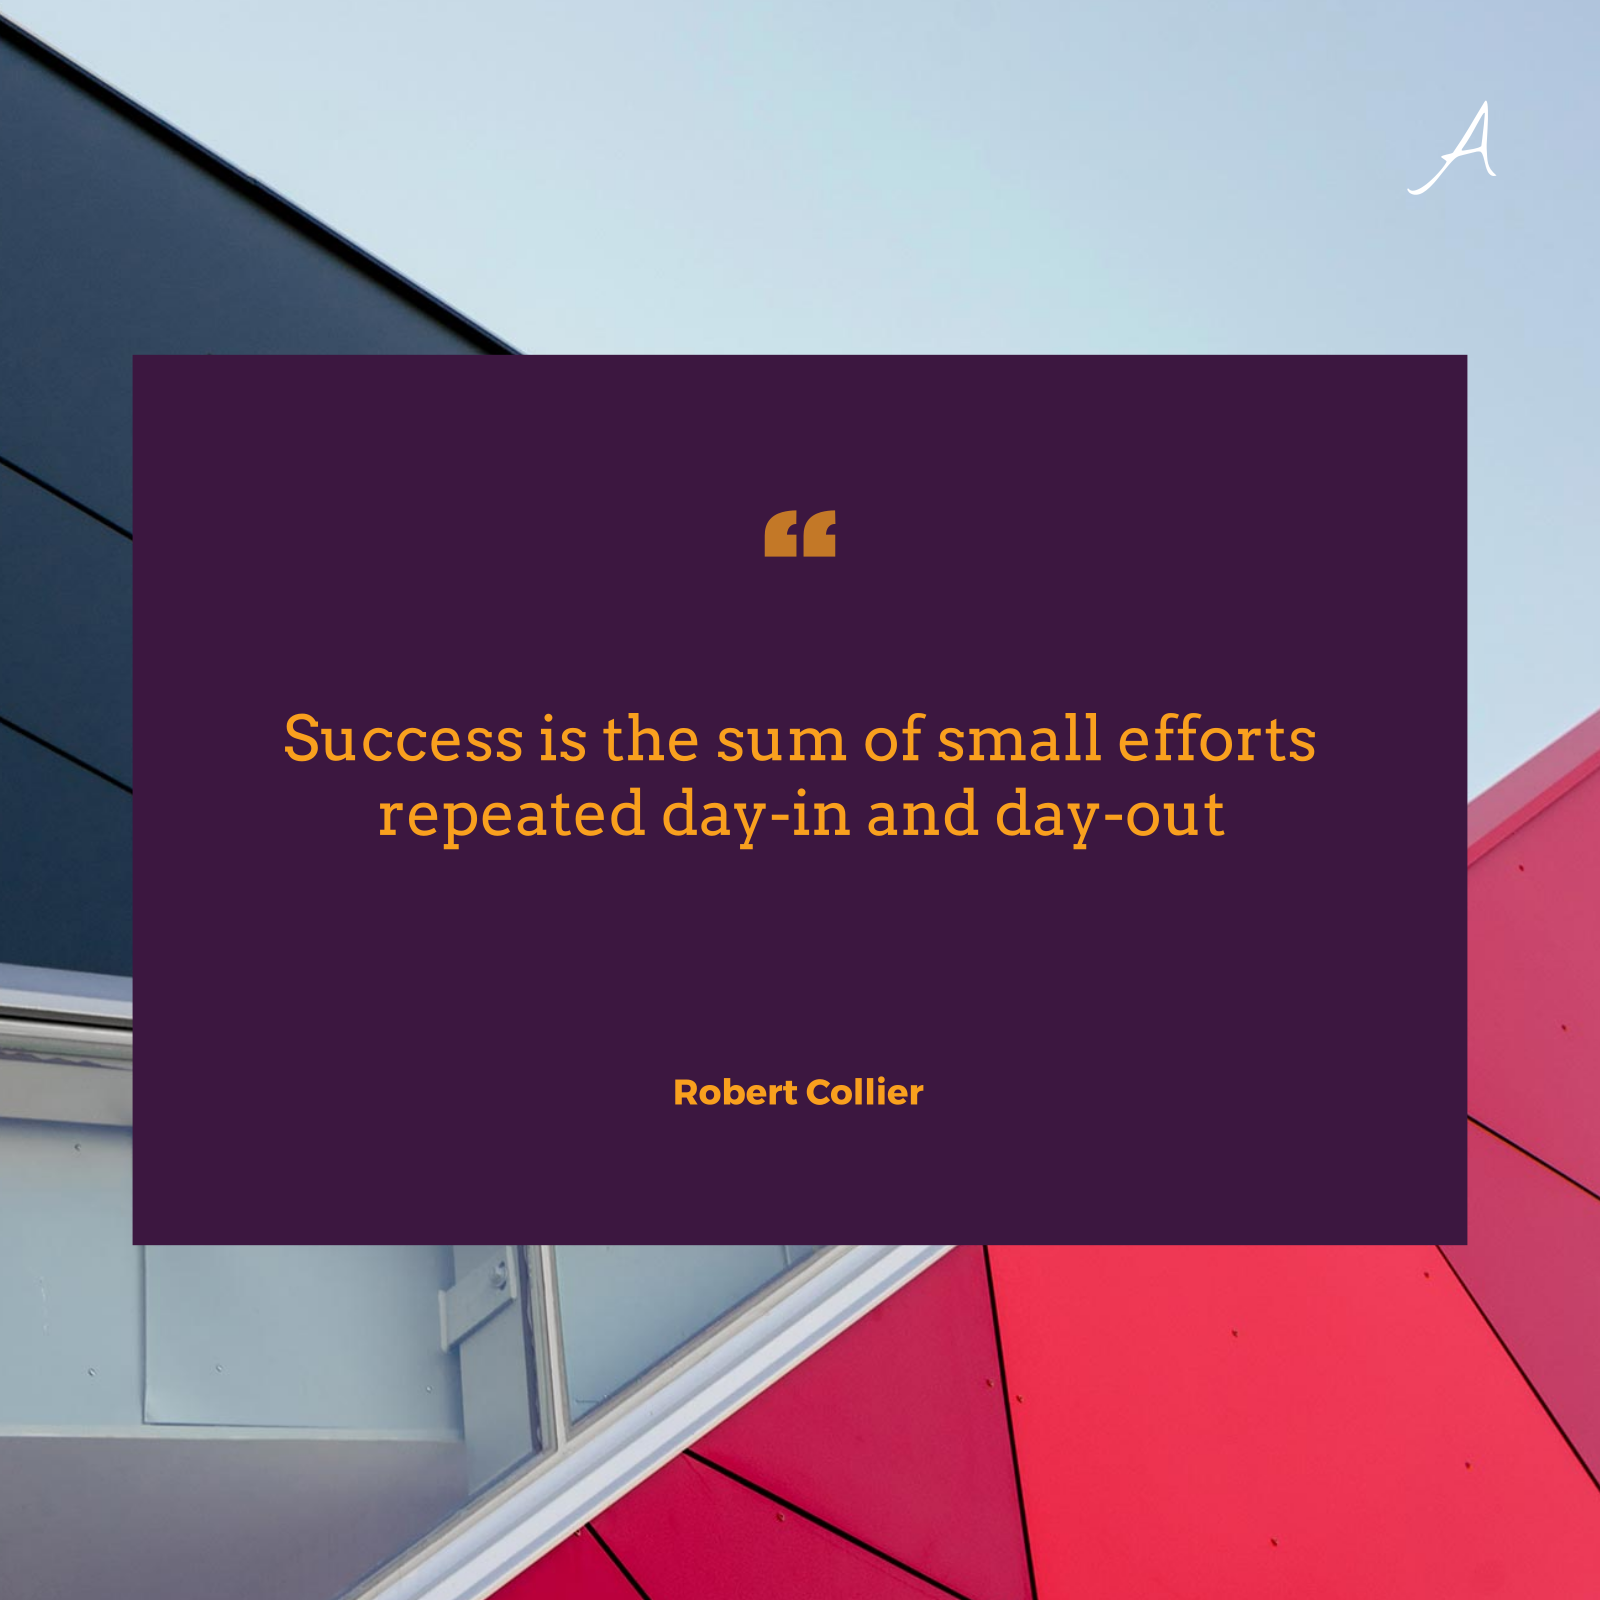 A
“
Success is the sum of small efforts
repeated day-in and day-out
Robert Collier